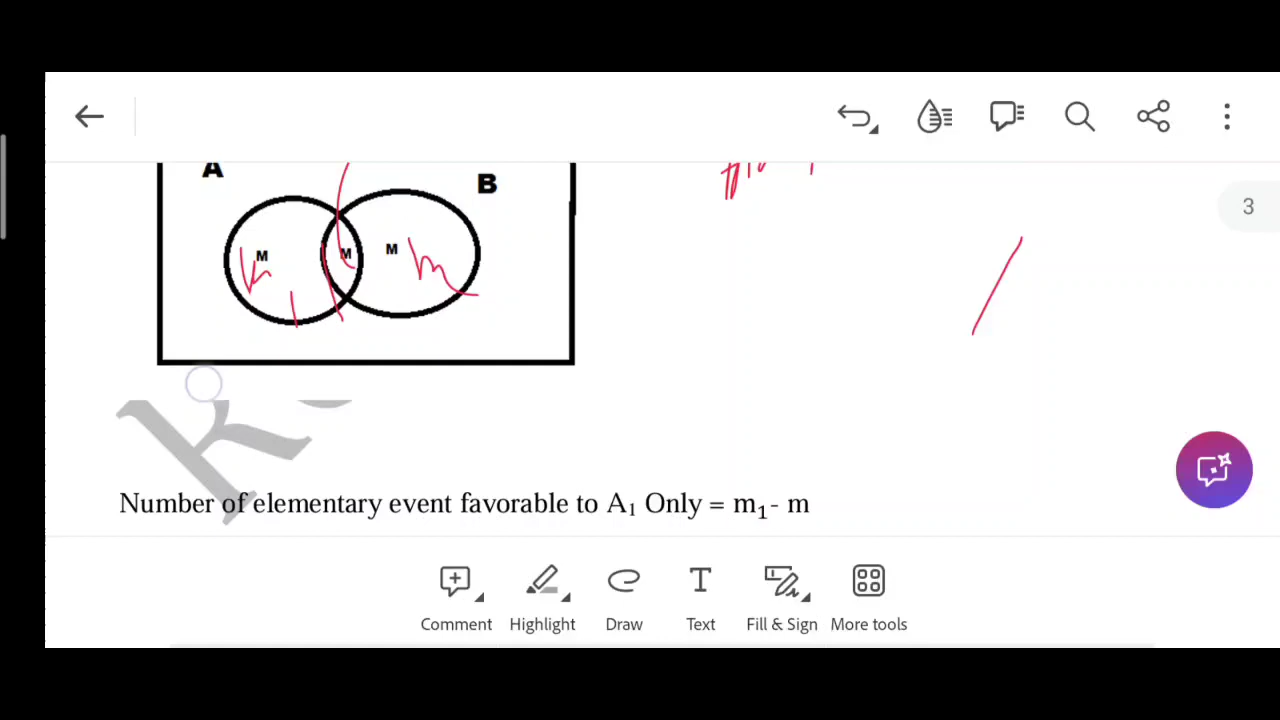 A
B
3
M
M
M
m
Number of elementary event favorable to A₁ Only = m₁- m
Comment
Highlight
T
Draw
Text
Fill & Sign
More tools